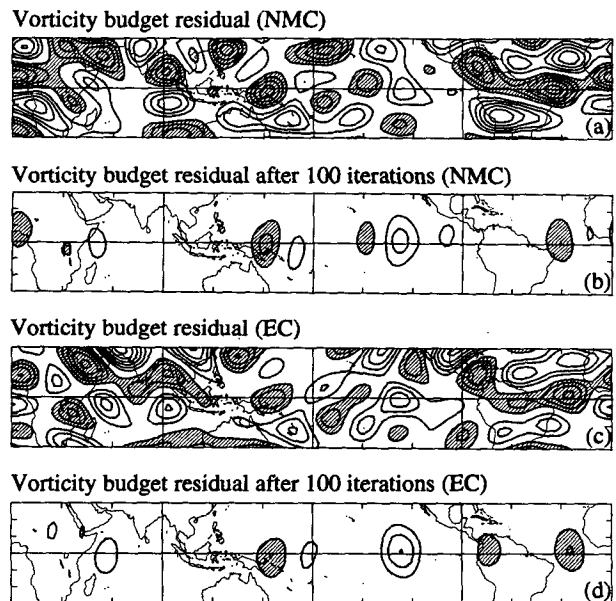 Vorticity budget residual (NMC)
(a)
Vorticity budget residual after 100 iterations (NMC)
(b)
Vorticity budget residual (EC)
(c)
Vorticity budget residual after 100 iterations (EC)
(d)